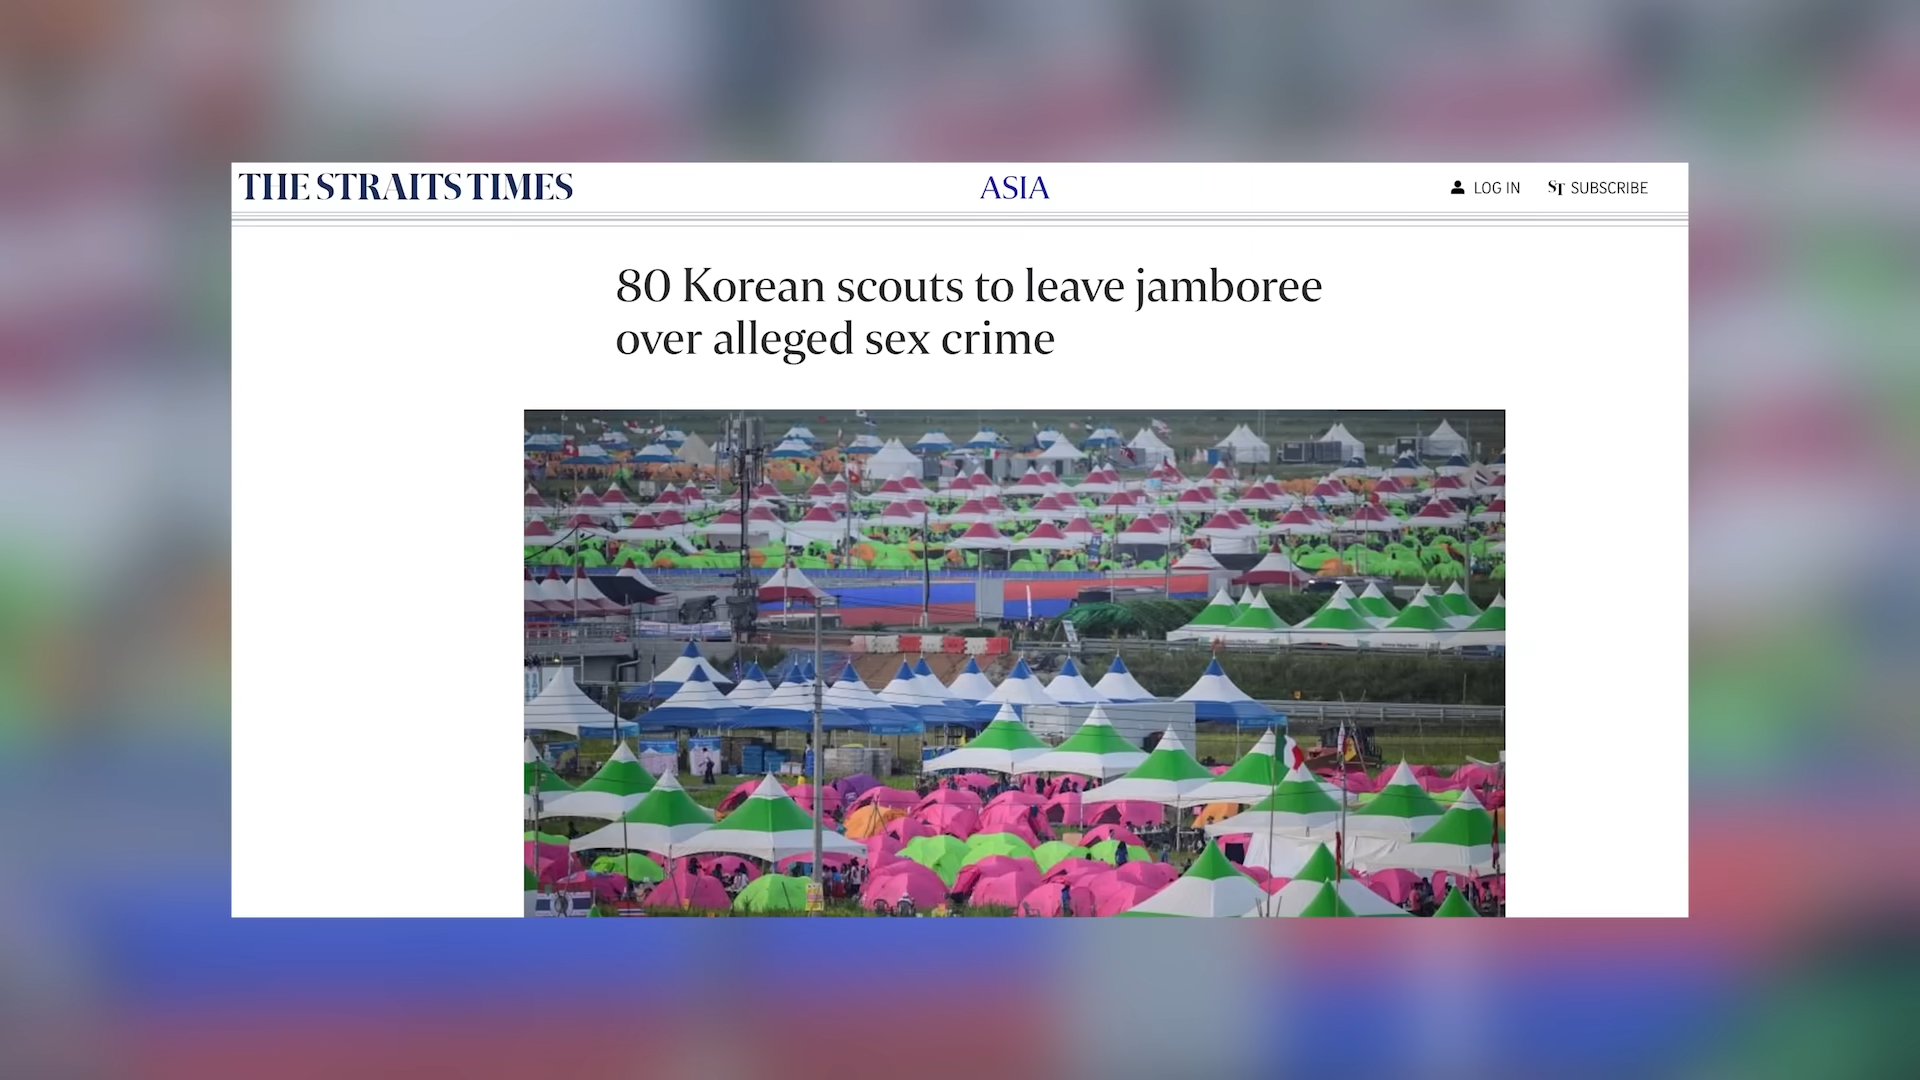 THE STRAITS TIMES
ASIA
LOG IN
ST SUBSCRIBE
80 Korean scouts to leave jamboree
over alleged sex crime